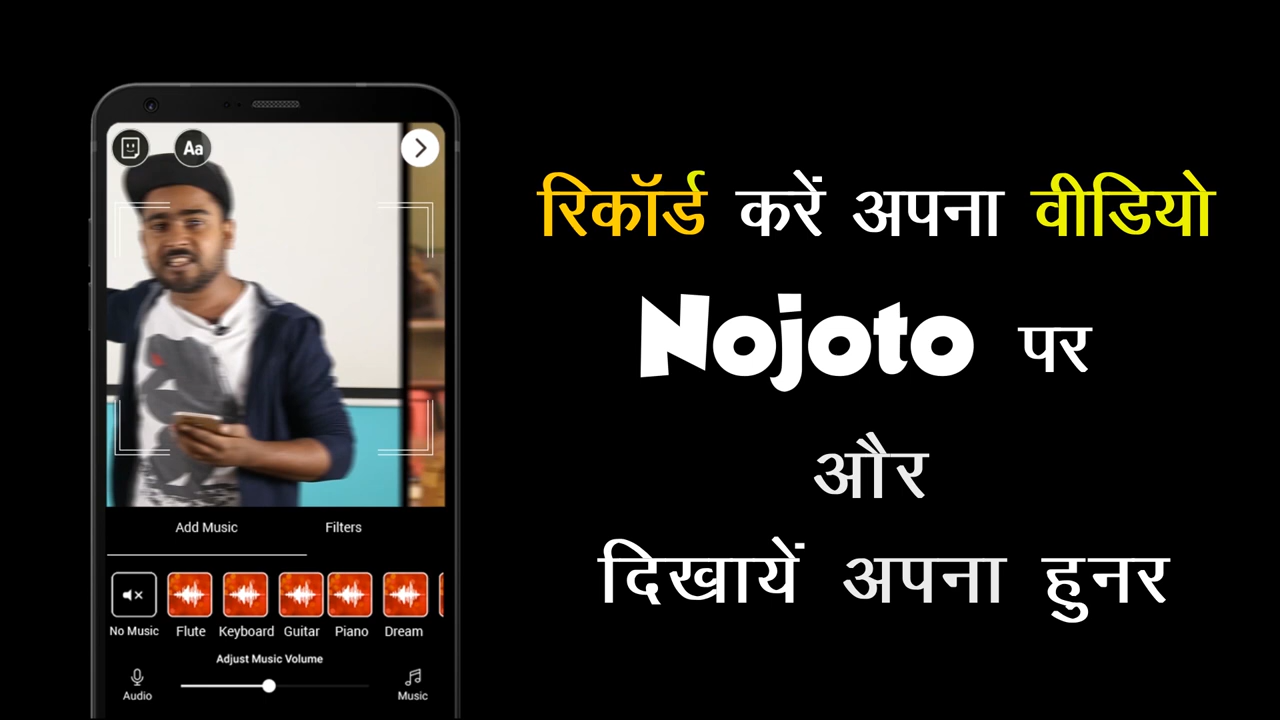 Aa
रिकॉर्ड करें अपना वीडियो
Nojoto पर
और
दिखायें अपना हुनर
Add Music Filters
No Music Flute Keyboard Guitar Piano Dream
Adjust Music Volume
Audio Music